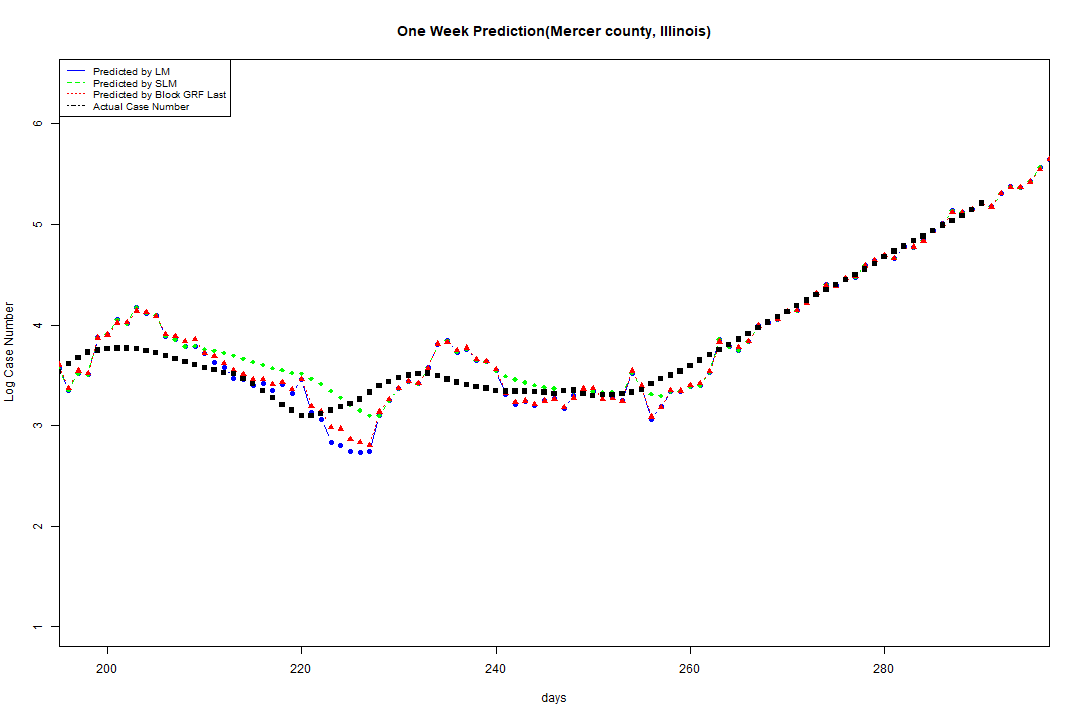 One Week Prediction(Mercer county, Illinois)
Predicted by LM
Predicted by SLM
Predicted by Block GRF Last
Actual Case Number
Log Case Number
6
5
4
3
2
1
200 220 240 260 280
days